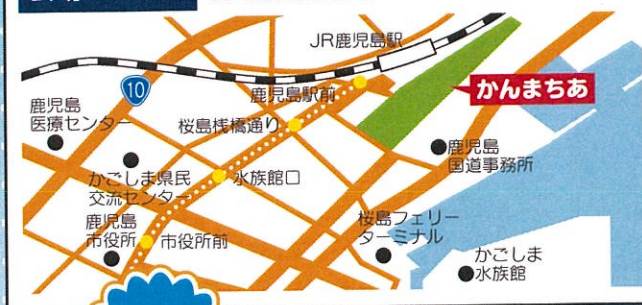 JR鹿児島駅
10
鹿児島駅前
かんまちあ
鹿児島
医療センター
桜島桟橋通り
鹿児島
国道事務所
かごしま県民
交流センター
水族館口
鹿児島
市役所
市役所前
桜島フェリー
ターミナル
かごしま
水族館